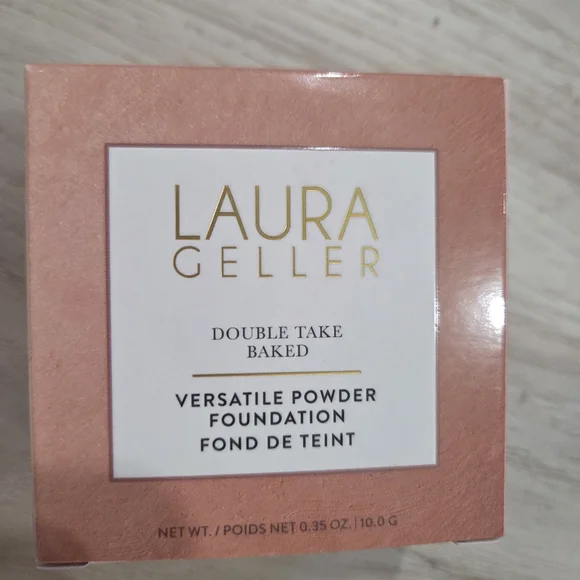 LAURA
GELLER
DOUBLE TAKE
BAKED
VERSATILE POWDER
FOUNDATION
FOND DE TEINT
NET WT. / POIDS NET 0.35 OZ. | 10.0 G